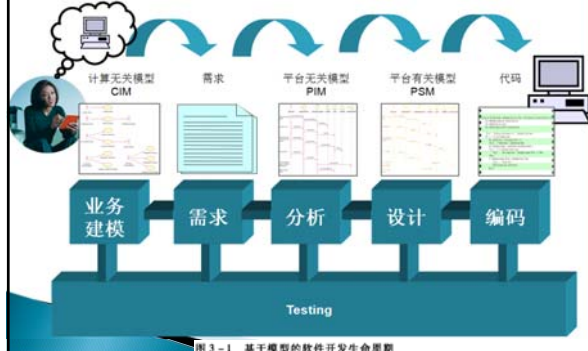 计算无关模型
CIM
需求
平台无关模型
PIM
平台有关模型
PSM
代码
业务
建模
需求
分析
设计
编码
Testing
图 3-1 基于模型的软件开发生命周期